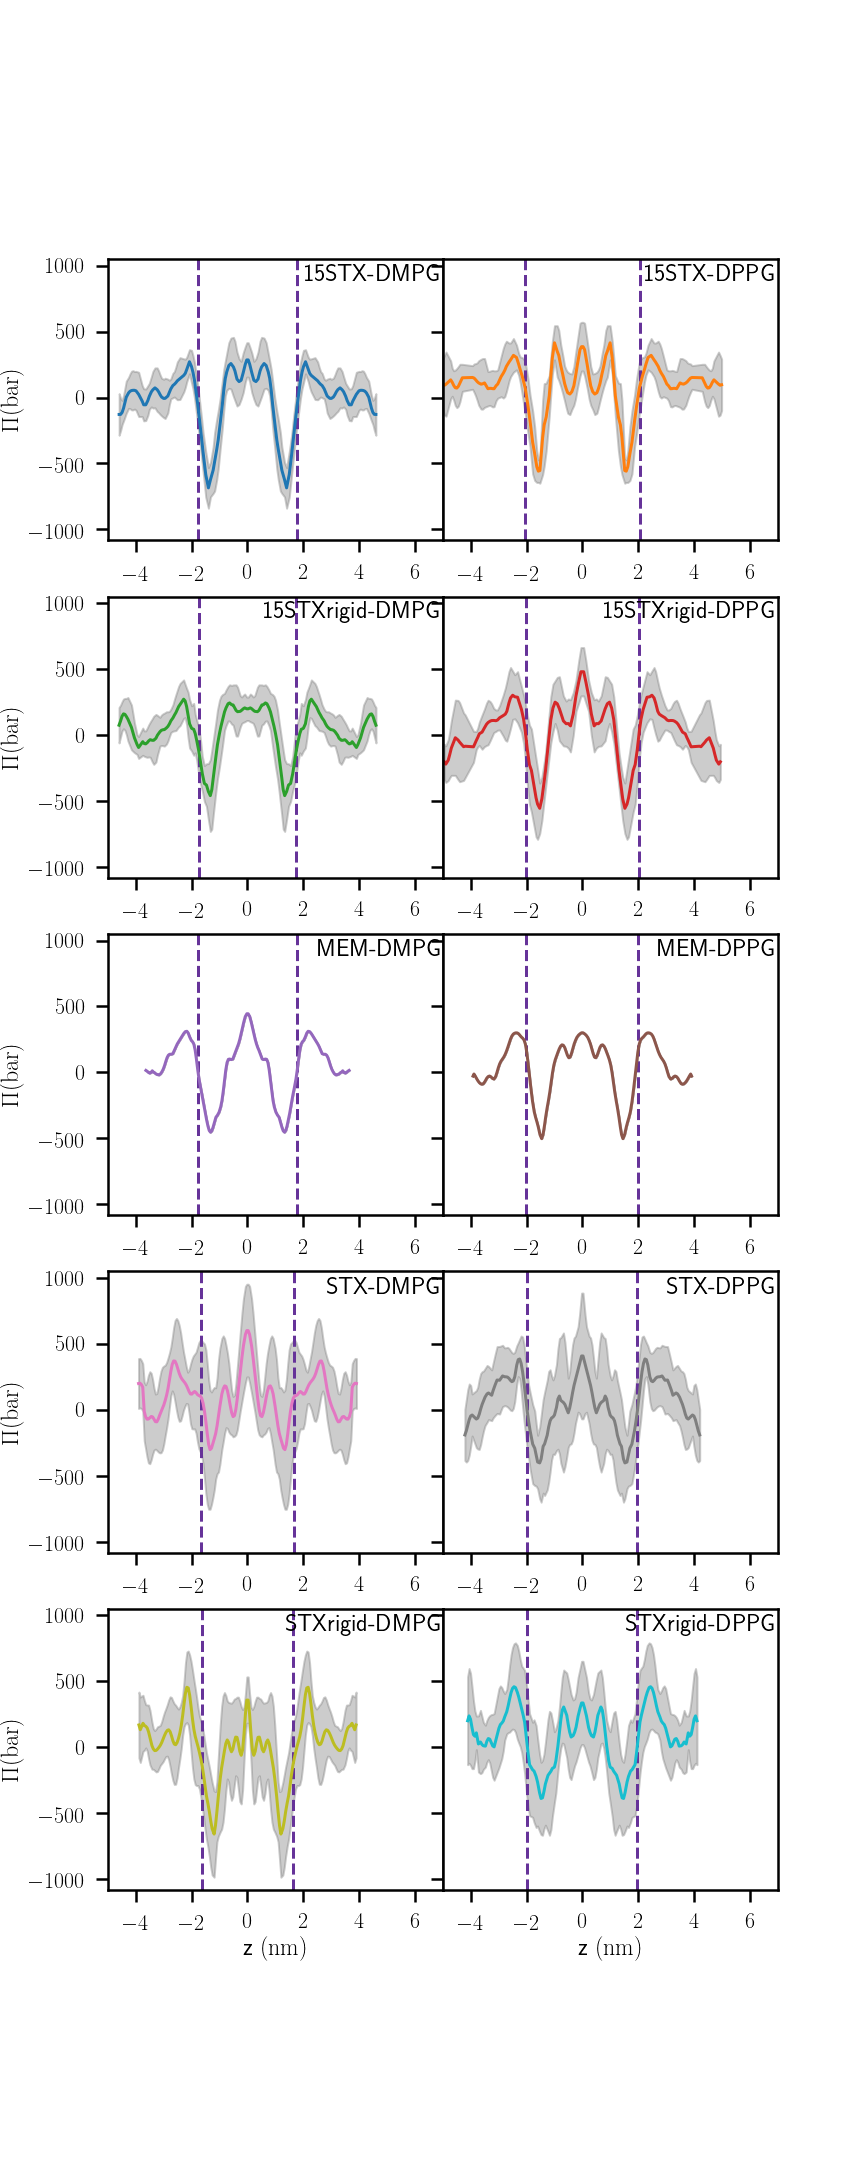 15STX-DMPG
15STX-DPPG
1000
500
0
−500
−1000
Π(bar)
−4 −2 0 2 4 6
−4 −2 0 2 4 6
15STXrigid-DMPG
15STXrigid-DPPG
1000
500
0
−500
−1000
Π(bar)
−4 −2 0 2 4 6
−4 −2 0 2 4 6
MEM-DMPG
MEM-DPPG
1000
500
0
−500
−1000
Π(bar)
−4 −2 0 2 4 6
−4 −2 0 2 4 6
STX-DMPG
STX-DPPG
1000
500
0
−500
−1000
Π(bar)
−4 −2 0 2 4 6
−4 −2 0 2 4 6
STXrigid-DMPG
STXrigid-DPPG
1000
500
0
−500
−1000
Π(bar)
−4 −2 0 2 4 6
−4 −2 0 2 4 6
z (nm)
z (nm)